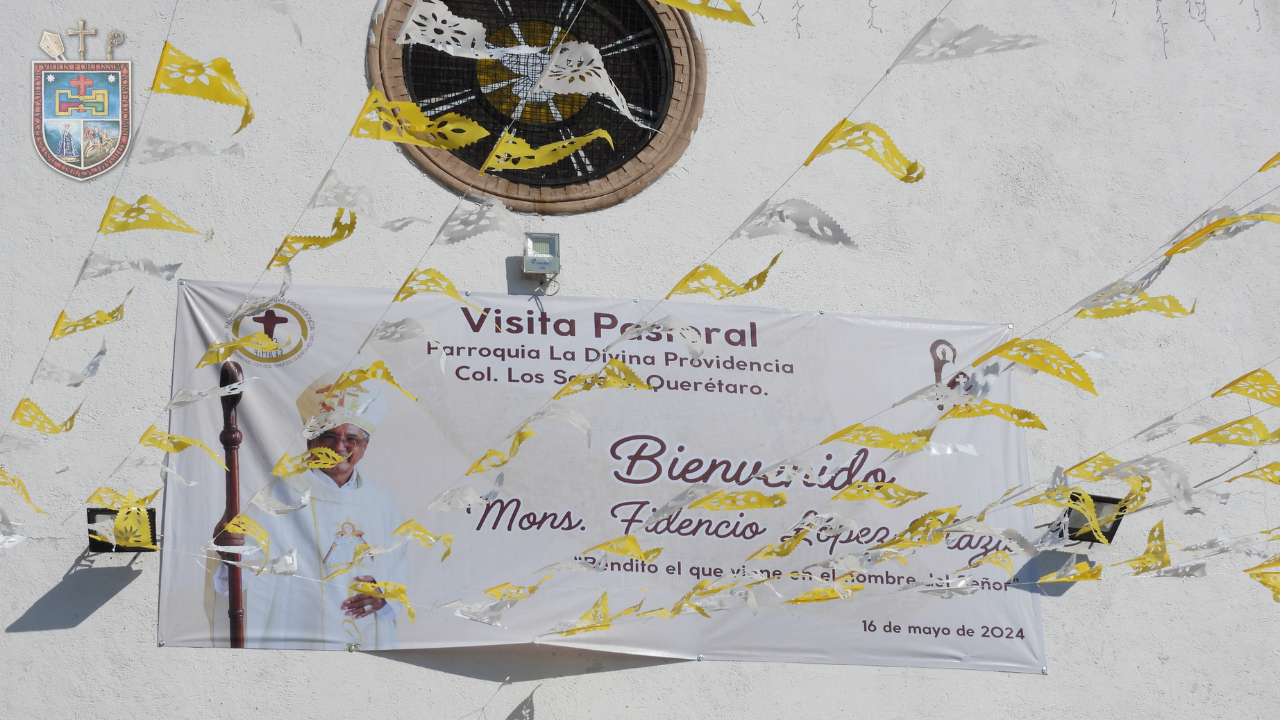 Visita Pastoral
Parroquia La Divina Providencia
Col. Los Querétaro.
Bienvenido
Mons. Fidencio López
"Bendito el que viene en el nombre del Señor"
16 de mayo de 2024